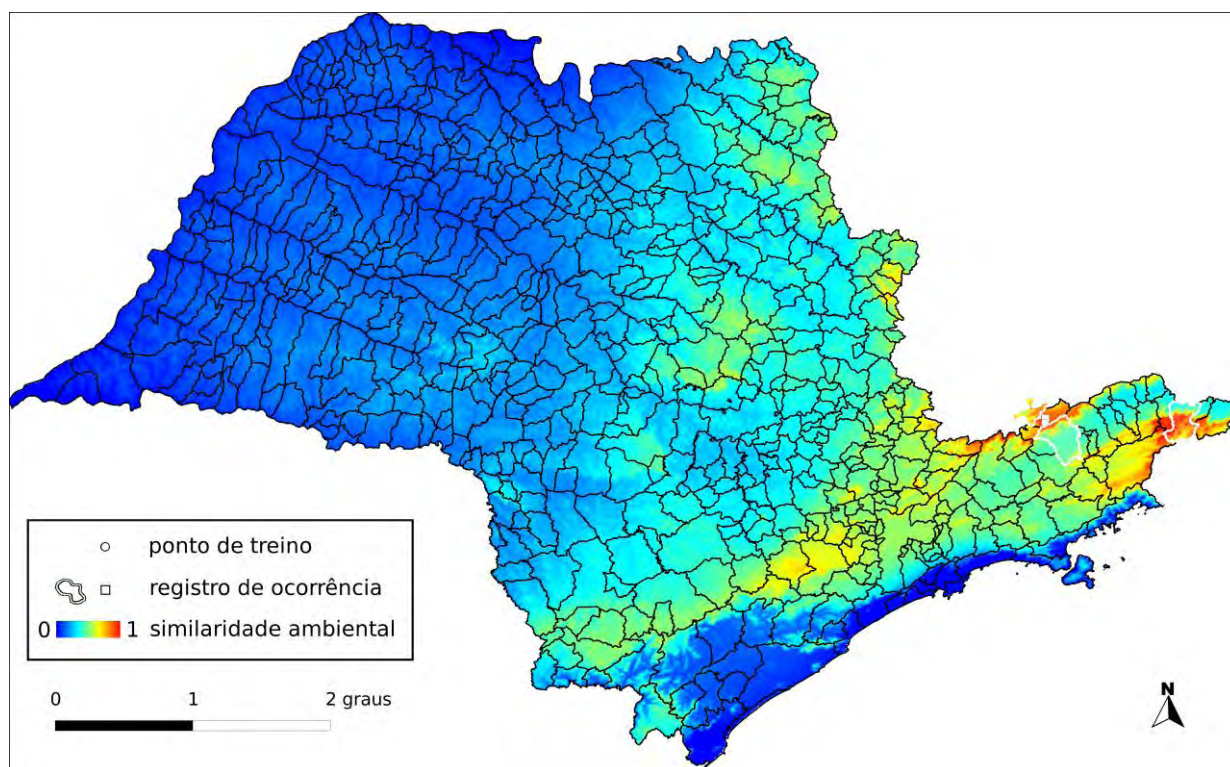 ponto de treino
registro de ocorrência
0 1 similaridade ambiental
0 1 2 graus
N